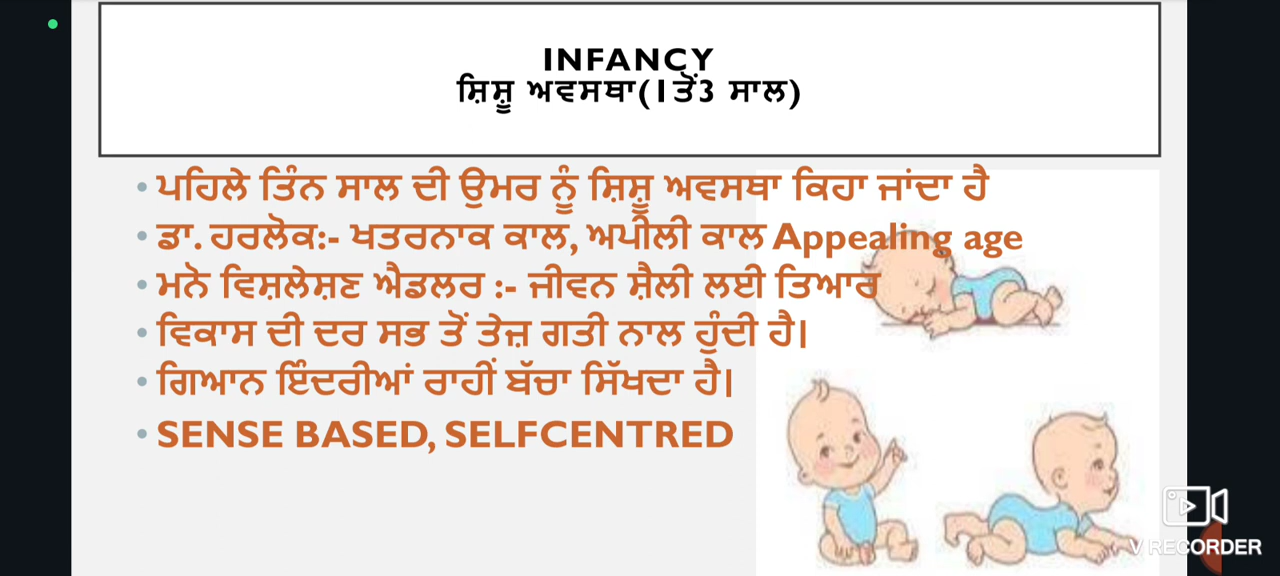 INFANCY
ਸ਼ਿਸ਼ੂ ਅਵਸਥਾ(1ਤੋਂ3 ਸਾਲ)
• ਪਹਿਲੇ ਤਿੰਨ ਸਾਲ ਦੀ ਉਮਰ ਨੂੰ ਸ਼ਿਸ਼ੂ ਅਵਸਥਾ ਕਿਹਾ ਜਾਂਦਾ ਹੈ
• ਡਾ. ਹਰਲੋਕ:- ਖਤਰਨਾਕ ਕਾਲ, ਅਪੀਲੀ ਕਾਲ Appealing age
• ਮਨੋ ਵਿਸ਼ਲੇਸ਼ਣ ਐਡਲਰ :- ਜੀਵਨ ਸ਼ੈਲੀ ਲਈ ਤਿਆਰ
• ਵਿਕਾਸ ਦੀ ਦਰ ਸਭ ਤੋਂ ਤੇਜ਼ ਗਤੀ ਨਾਲ ਹੁੰਦੀ ਹੈ।
• ਗਿਆਨ ਇੰਦਰੀਆਂ ਰਾਹੀਂ ਬੱਚਾ ਸਿੱਖਦਾ ਹੈ।
• SENSE BASED, SELFCENTRED
V RECORDER